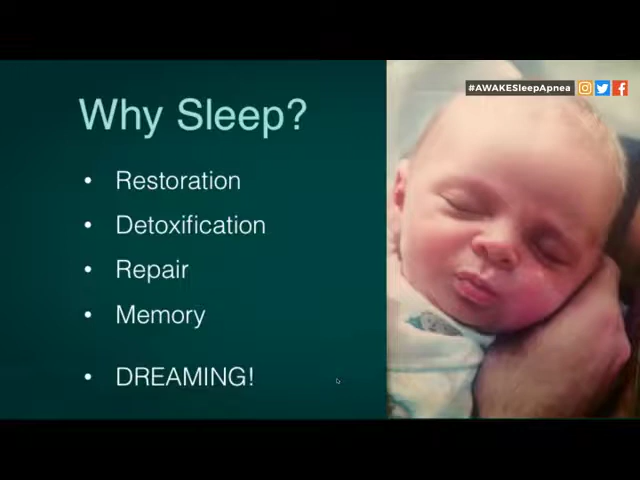 #AWAKESleepApnea
Why Sleep?
• Restoration
• Detoxification
• Repair
• Memory
• DREAMING!